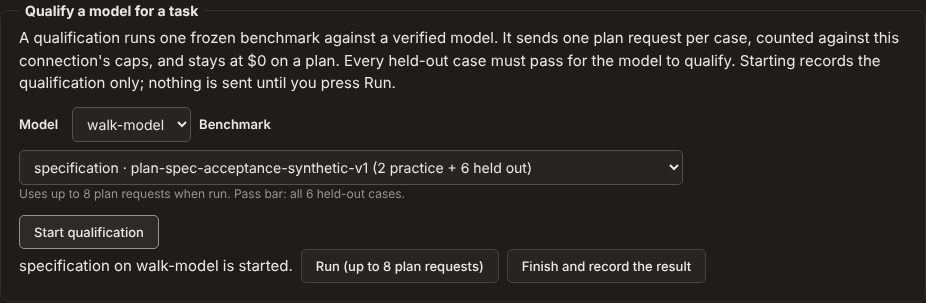 Qualify a model for a task
A qualification runs one frozen benchmark against a verified model. It sends one plan request per case, counted against this
connection's caps, and stays at $0 on a plan. Every held-out case must pass for the model to qualify. Starting records the
qualification only; nothing is sent until you press Run.
Model walk-model Benchmark
specification · plan-spec-acceptance-synthetic-v1 (2 practice + 6 held out)
Uses up to 8 plan requests when run. Pass bar: all 6 held-out cases.
Start qualification
specification on walk-model is started. Run (up to 8 plan requests) Finish and record the result